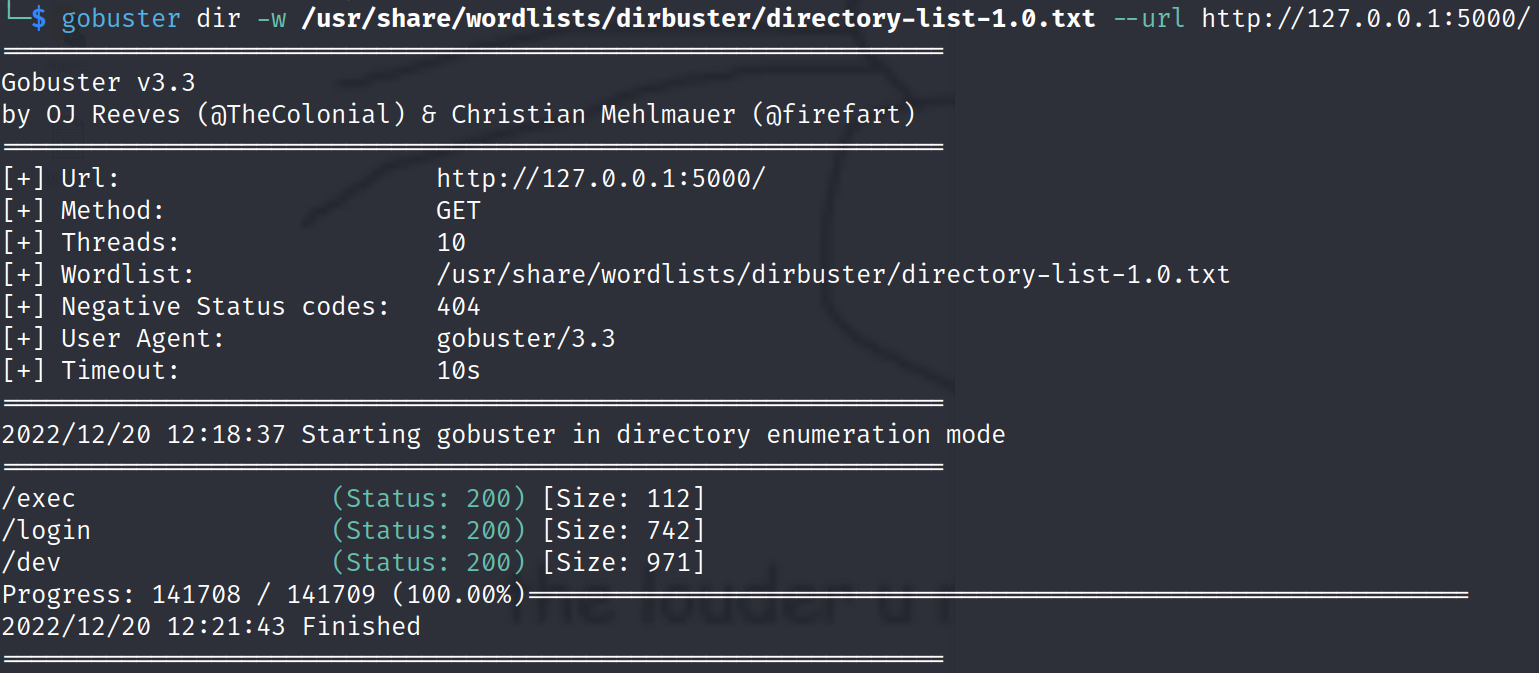 └─$ gobuster dir -w /usr/share/wordlists/dirbuster/directory-list-1.0.txt --url http://127.0.0.1:5000/
===============================================================
Gobuster v3.3
by OJ Reeves (@TheColonial) & Christian Mehlmauer (@firefart)
===============================================================
[+] Url:                     http://127.0.0.1:5000/
[+] Method:                  GET
[+] Threads:                 10
[+] Wordlist:                /usr/share/wordlists/dirbuster/directory-list-1.0.txt
[+] Negative Status codes:   404
[+] User Agent:              gobuster/3.3
[+] Timeout:                 10s
===============================================================
2022/12/20 12:18:37 Starting gobuster in directory enumeration mode
===============================================================
/exec                 (Status: 200) [Size: 112]
/login                (Status: 200) [Size: 742]
/dev                  (Status: 200) [Size: 971]
Progress: 141708 / 141709 (100.00%)===============================================================
2022/12/20 12:21:43 Finished
===============================================================
the louder u